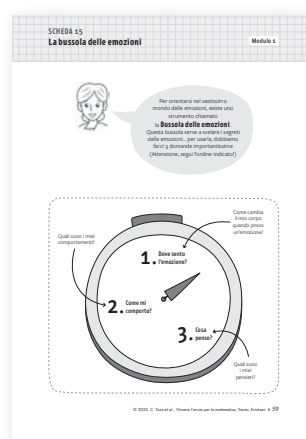 SCHEDA 15
La bussola delle emozioni
Modulo 1
Per orientarsi nel vastissimo
mondo delle emozioni, esiste uno
strumento chiamato
la Bussola delle emozioni.
Questa bussola serve a svelare i segreti
delle emozioni... per usarla, dobbiamo
farci 3 domande importantissime
(Attenzione, segui l'ordine indicato!)
Come cambia
il mio corpo
quando provo
un'emozione?
Quali sono i miei
comportamenti?
1. Dove sento
l'emozione?
2. Come mi
comporto?
3. Cosa
penso?
Quali sono
i miei
pensieri?
© 2022, C. Toso et al., Vincere l'ansia per la matematica, Trento, Erickson • 59